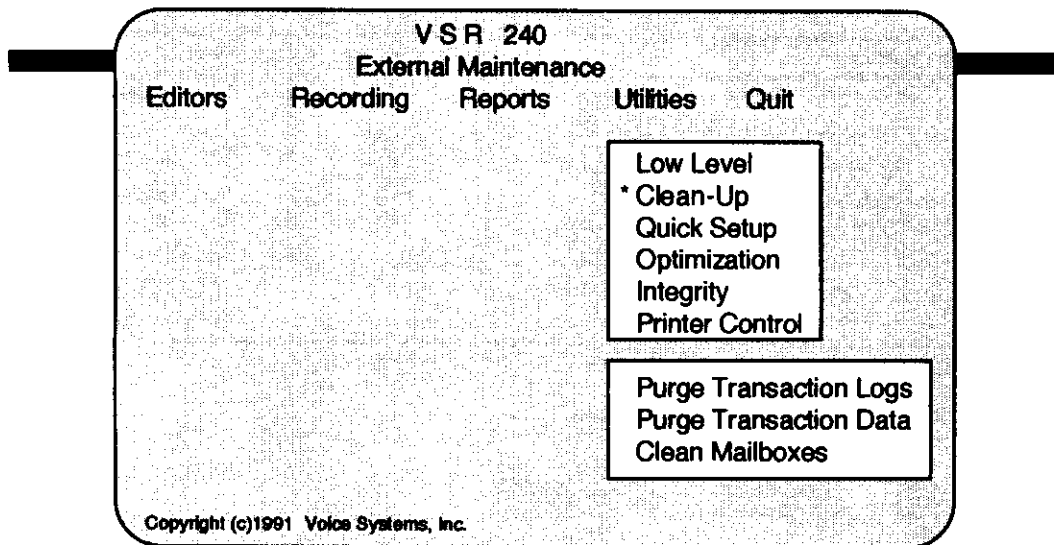 V S R 240
External Maintenance
Editors Recording Reports Utilities Quit
Low Level
* Clean-Up
Quick Setup
Optimization
Integrity
Printer Control
Purge Transaction Logs
Purge Transaction Data
Clean Mailboxes
Copyright (c)1991 Voice Systems, Inc.